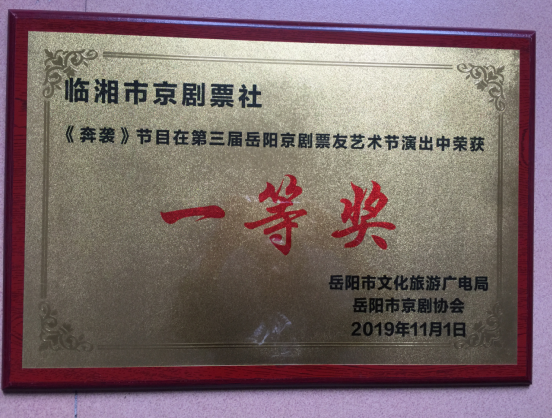 临湘市京剧票社
《奔袭》节目在第三届岳阳京剧票友艺术节演出中荣获
一等奖
岳阳市文化旅游广电局
岳阳市京剧协会
2019年11月1日